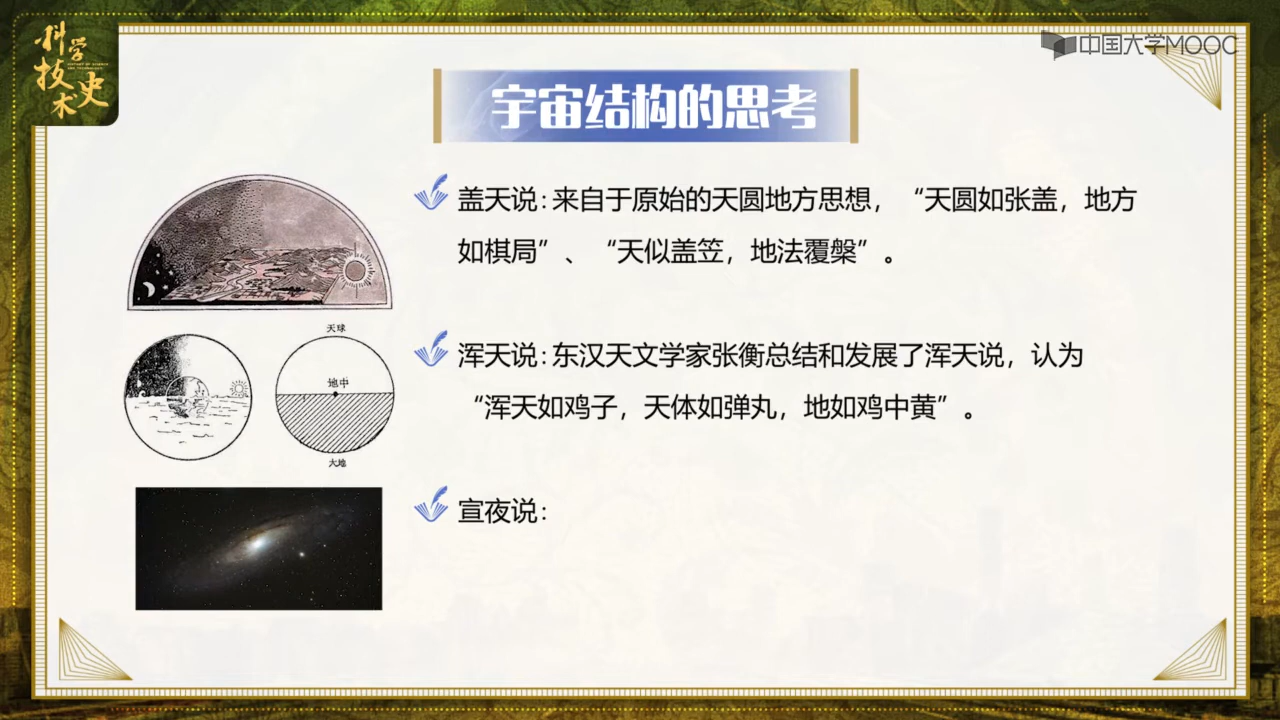 科学
技术史
HISTORY OF SCIENCE
AND TECHNOLOGY
中国大学MOOC
宇宙结构的思考
盖天说:来自于原始的天圆地方思想，“天圆如张盖，地方
如棋局”、“天似盖笠，地法覆槃”。
天球
地中
大地
浑天说:东汉天文学家张衡总结和发展了浑天说，认为
“浑天如鸡子，天体如弹丸，地如鸡中黄”。
宣夜说: